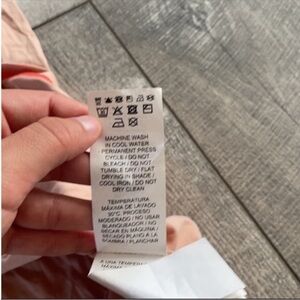 MACHINE WASH
IN COOL WATER
/ PERMANENT PRESS
CYCLE / DO NOT
BLEACH / DO NOT
TUMBLE DRY / FLAT
DRYING IN SHADE /
COOL IRON / DO NOT
DRY CLEAN
TEMPERATURA
MÁXIMA DE LAVADO
30°C. PROCESO
MODERADO / NO USAR
BLANQUEADOR / NO
SECAR EN MÁQUINA /
SECADO PLANO A LA
SOMBRA / PLANCHAR
A UNA TEMPERATURA